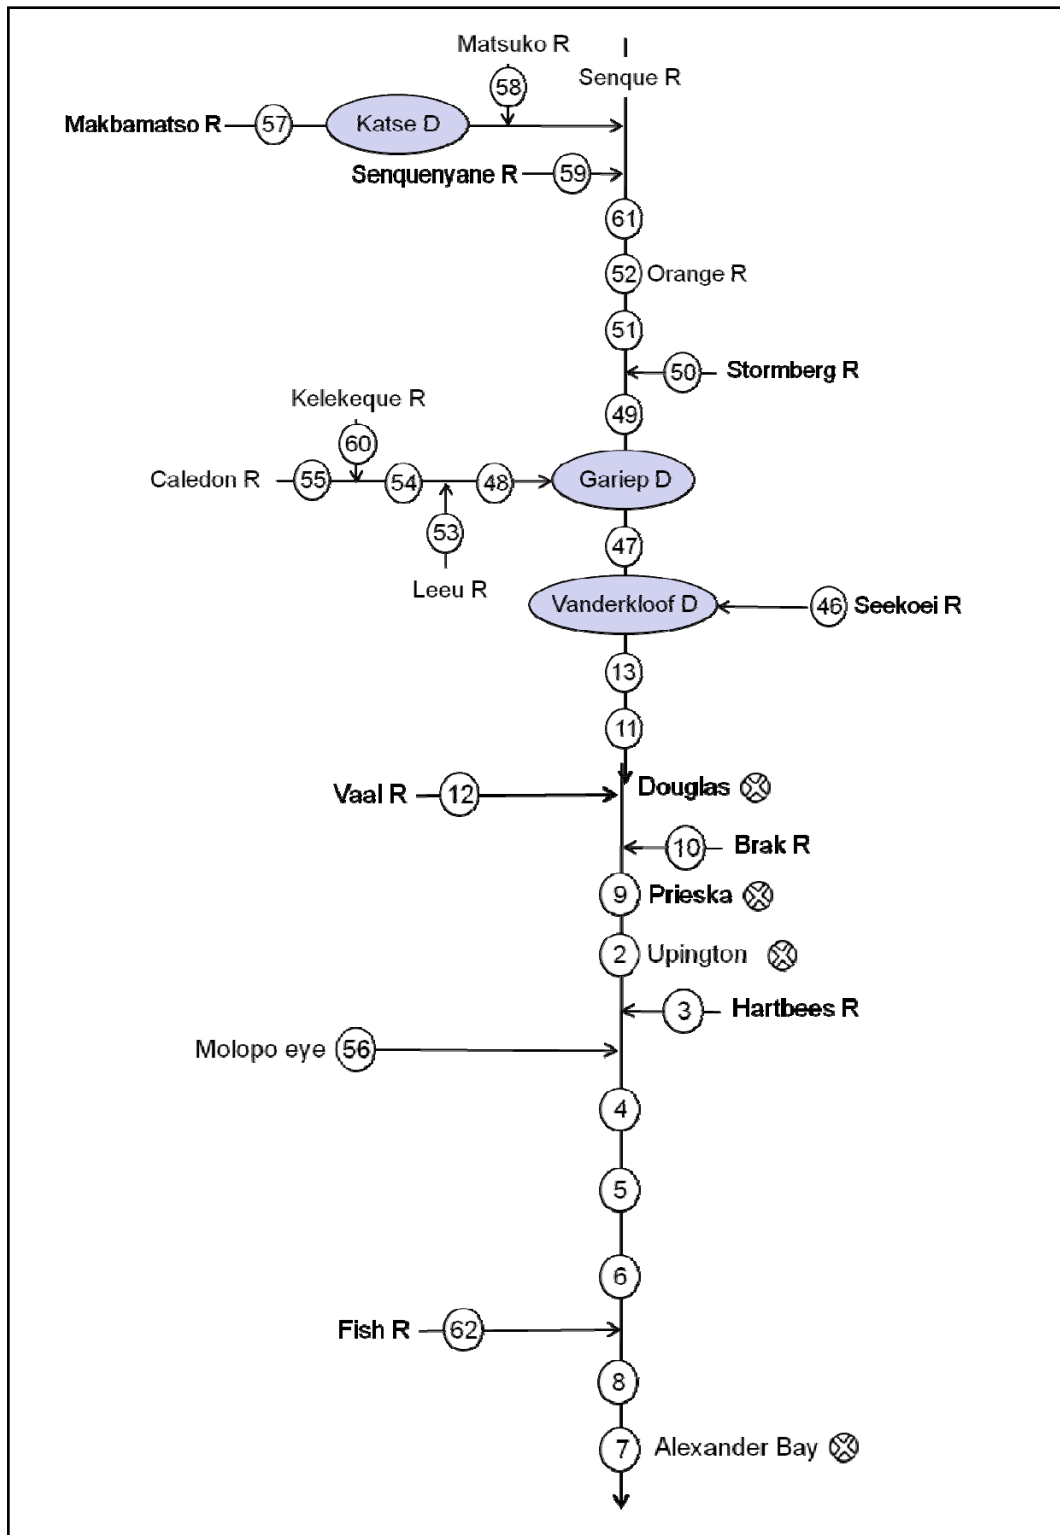 Matsuko R
Senque R
58
Makbamatso R
57
Katse D
Senquenyane R
59
61
52
Orange R
51
50
Stormberg R
Kelekeque R
49
60
Caledon R
55
54
48
Gariep D
53
47
Leeu R
Vanderkloof D
46
Seekoei R
13
11
Vaal R
12
Douglas
10
Brak R
9
Prieska
2
Upington
3
Hartbees R
Molopo eye
56
4
5
6
Fish R
62
8
7
Alexander Bay